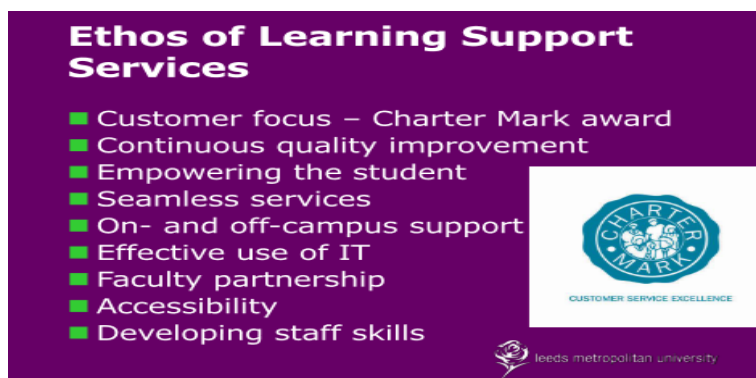 Ethos of Learning Support
Services
Customer focus – Charter Mark award
Continuous quality improvement
Empowering the student
Seamless services
On- and off-campus support
Effective use of IT
Faculty partnership
Accessibility
Developing staff skills
CHARTER
MARK
CUSTOMER SERVICE EXCELLENCE
leeds metropolitan university